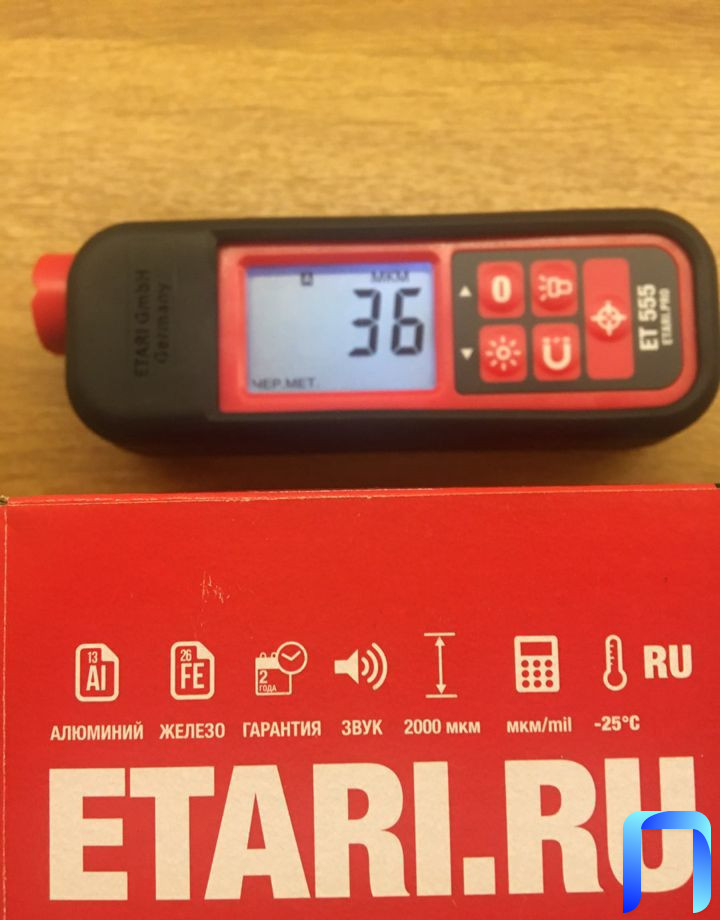 ETARI GmbH
Germany
A
МКМ
36
ЧЕР.МЕТ.
0
ET 555
ETARI.PRO
13
Al
26
FE
2
ГОДА
RU
АЛЮМИНИЙ
ЖЕЛЕЗО
ГАРАНТИЯ
ЗВУК
2000 мкм
мкм/mil
-25°C
ETARI.RU